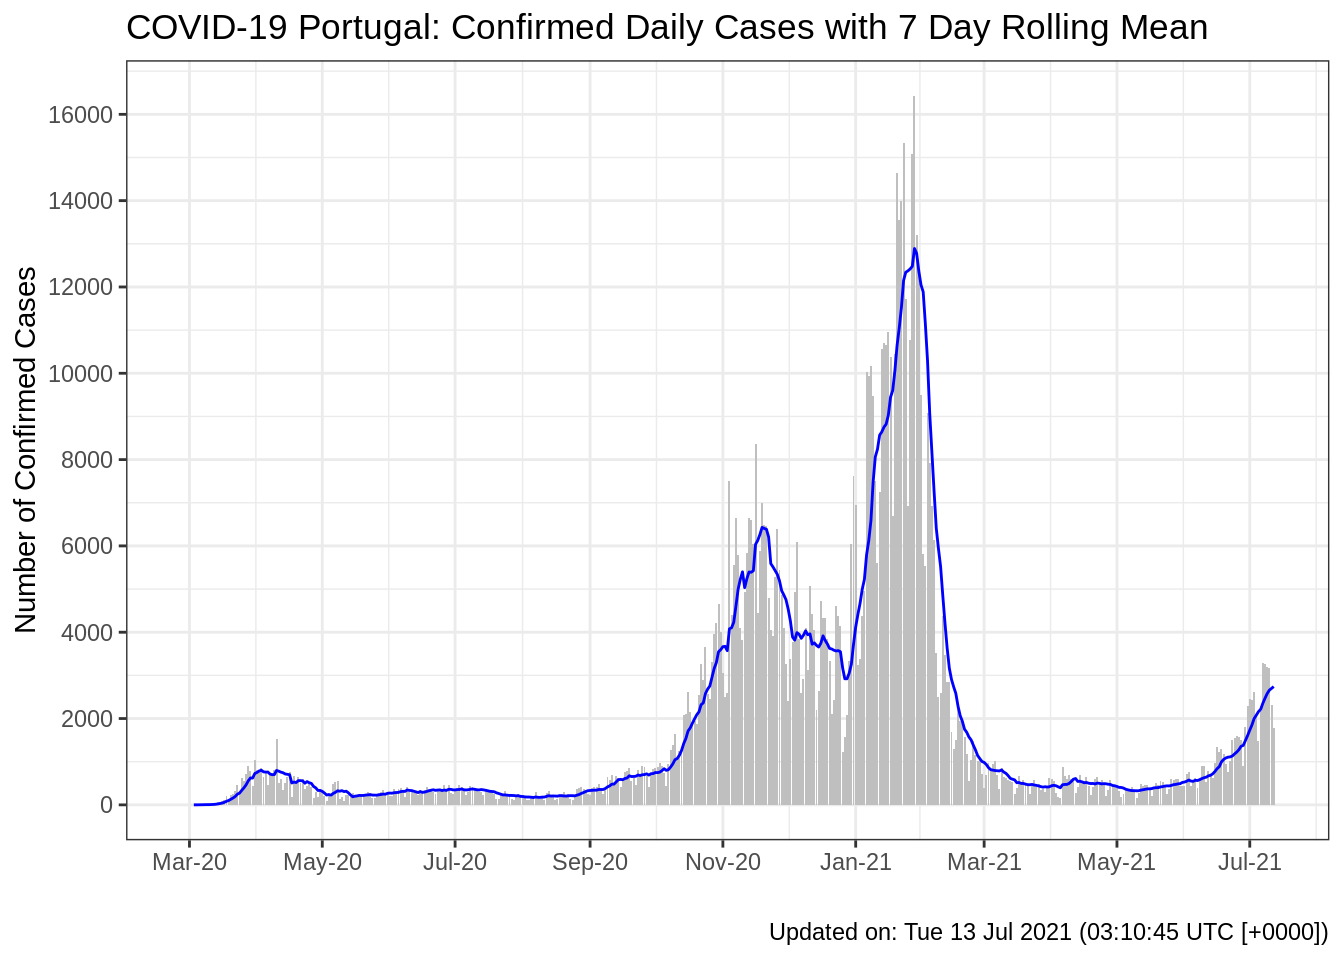 COVID-19 Portugal: Confirmed Daily Cases with 7 Day Rolling Mean
Number of Confirmed Cases
16000
14000
12000
10000
8000
6000
4000
2000
0
Mar-20 May-20 Jul-20 Sep-20 Nov-20 Jan-21 Mar-21 May-21 Jul-21
Updated on: Tue 13 Jul 2021 (03:10:45 UTC [+0000])